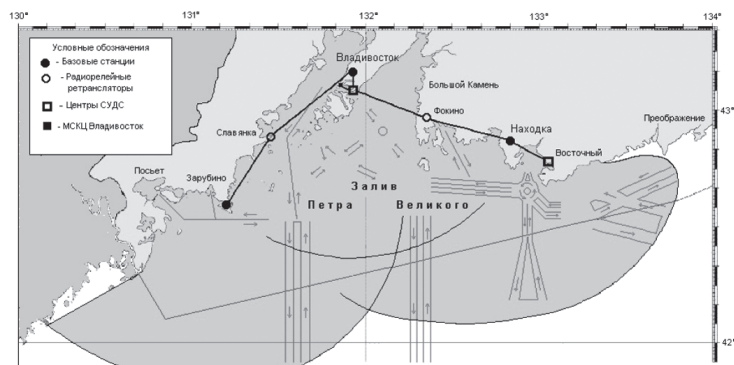 130°
131°
132°
133°
134°
Условные обозначения
- Базовые станции
- Радиорелейные
ретрансляторы
- Центры СУДС
- МСКЦ Владивосток
Владивосток
Большой Камень
43°
Фокино
Преображение
Славянка
Находка
Восточный
Посьет
Зарубино
Залив
Петра Великого
42°